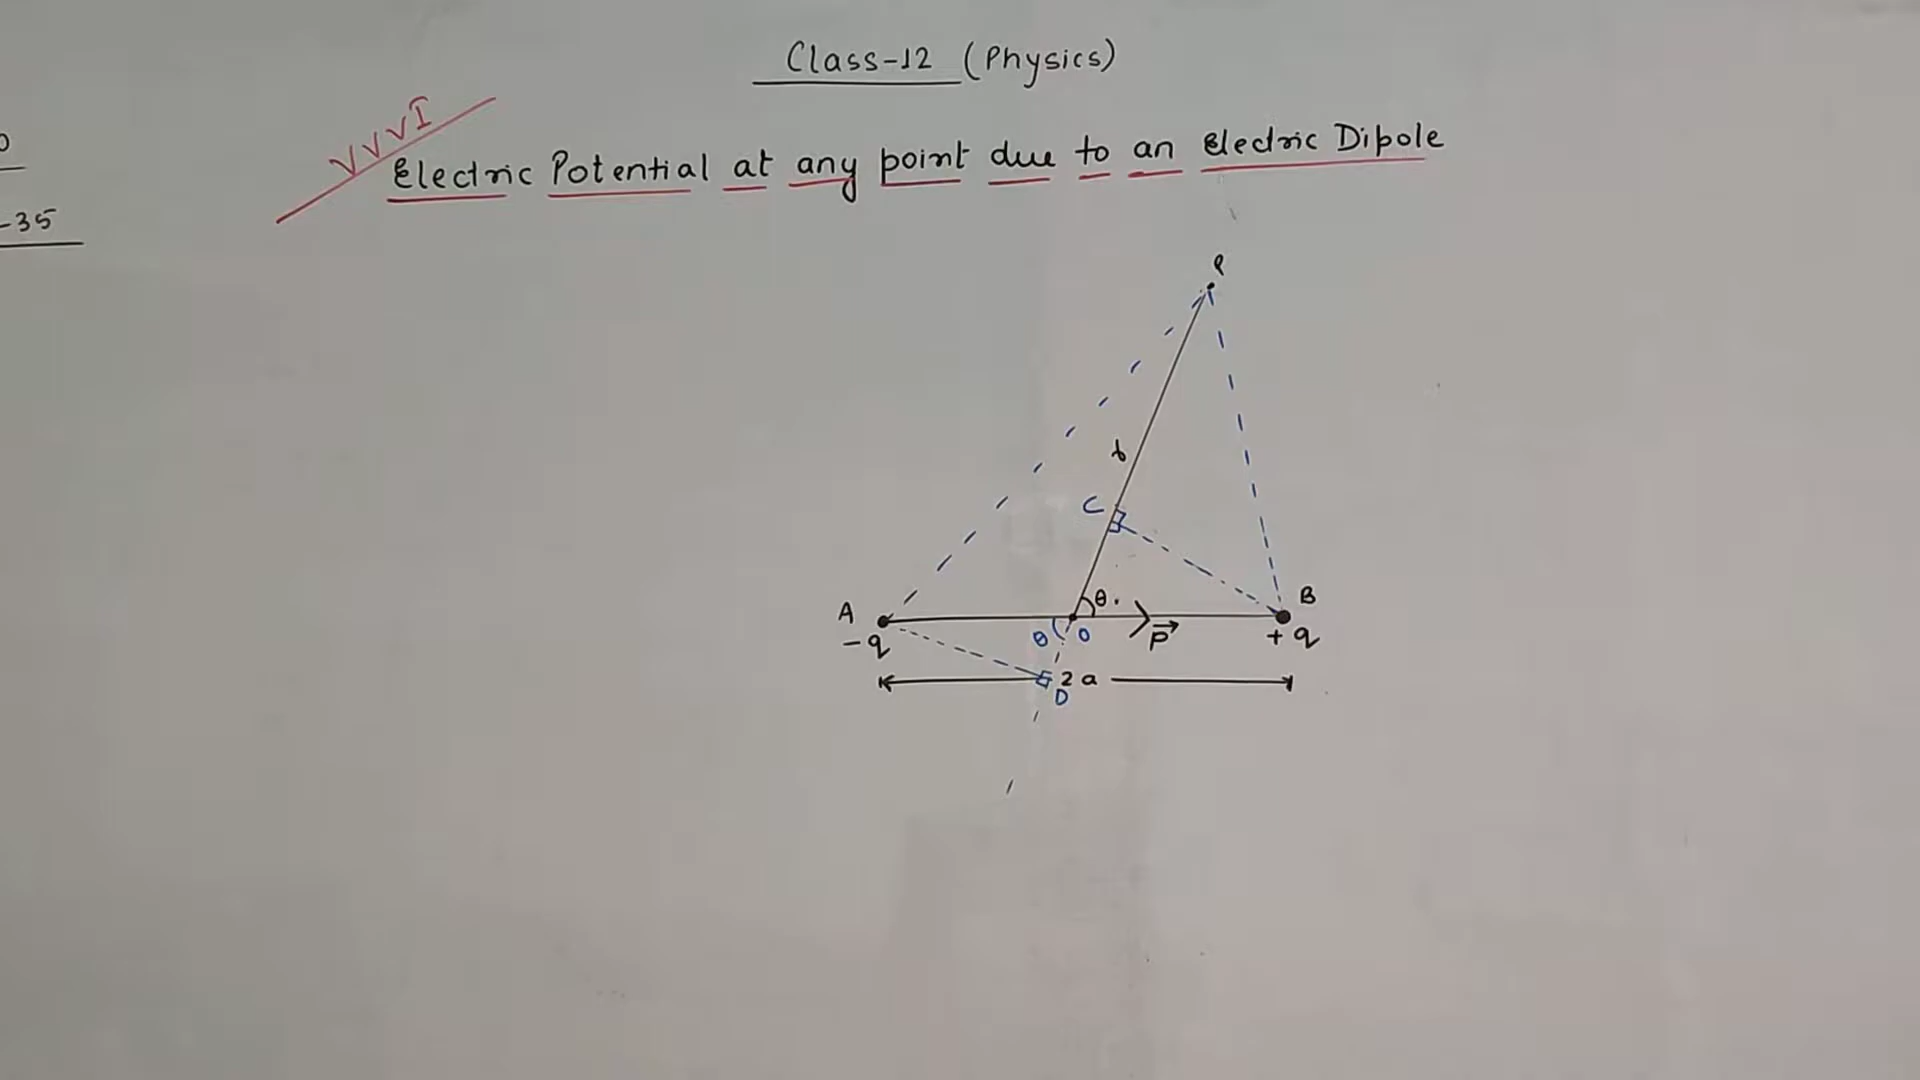 Class-12 (Physics)
VVVI
Electric Potential at any point due to an Electric Dipole
-35
P
r
C
A
B
θ
-q
θ
O
P
+q
2a
D